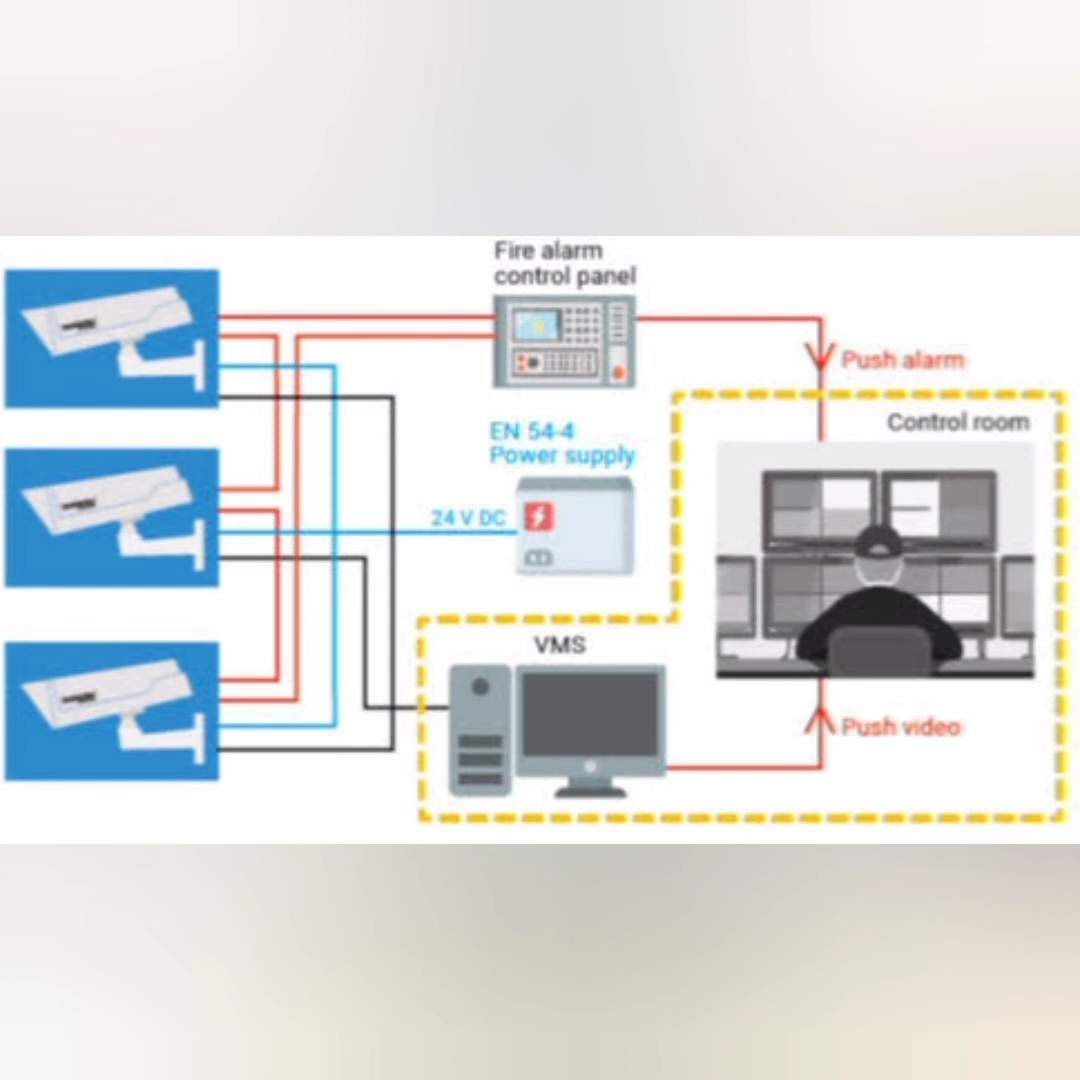 Fire alarm
control panel
Push alarm
Control room
EN 54-4
Power supply
24 V DC
VMS
Push video